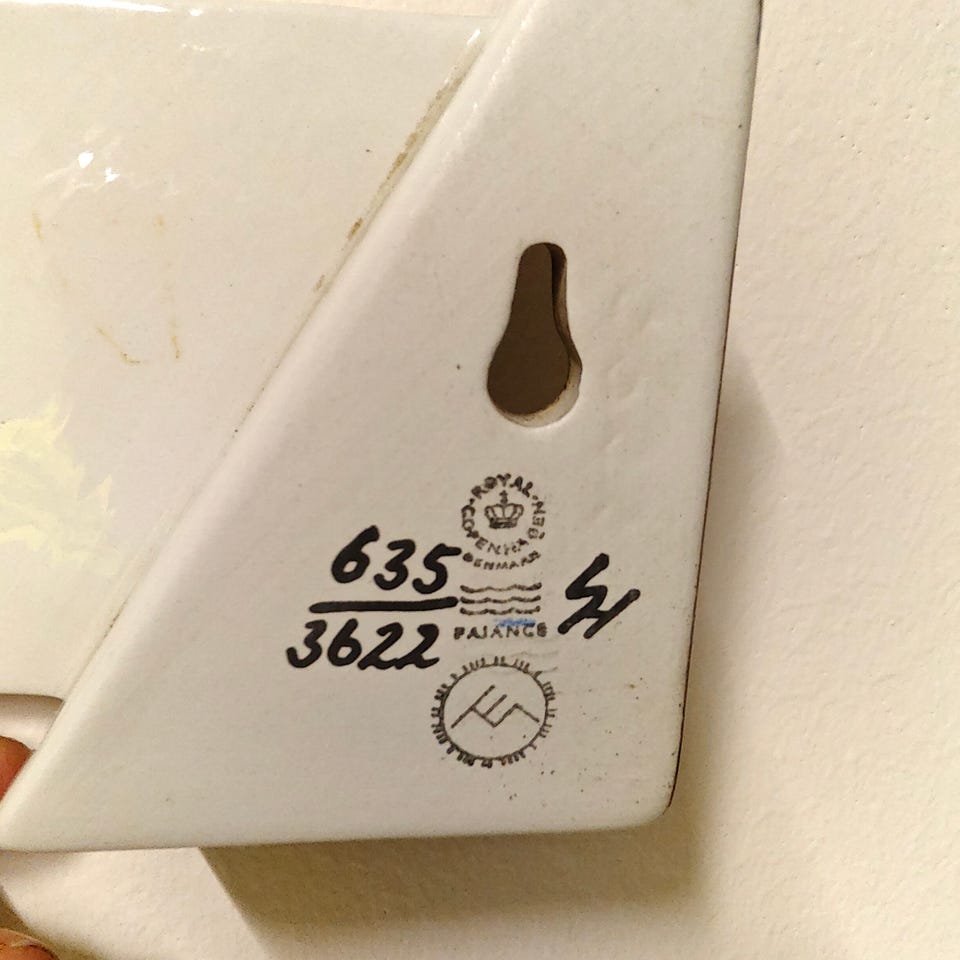 ROYAL COPENHAGEN
DENMARK
635
3622
FAJANCE